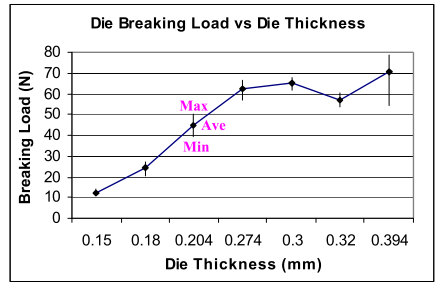 Die Breaking Load vs Die Thickness
Breaking Load (N)
80
70
60
50
40
30
20
10
0
Max
Ave
Min
0.15 0.18 0.204 0.274 0.3 0.32 0.394
Die Thickness (mm)